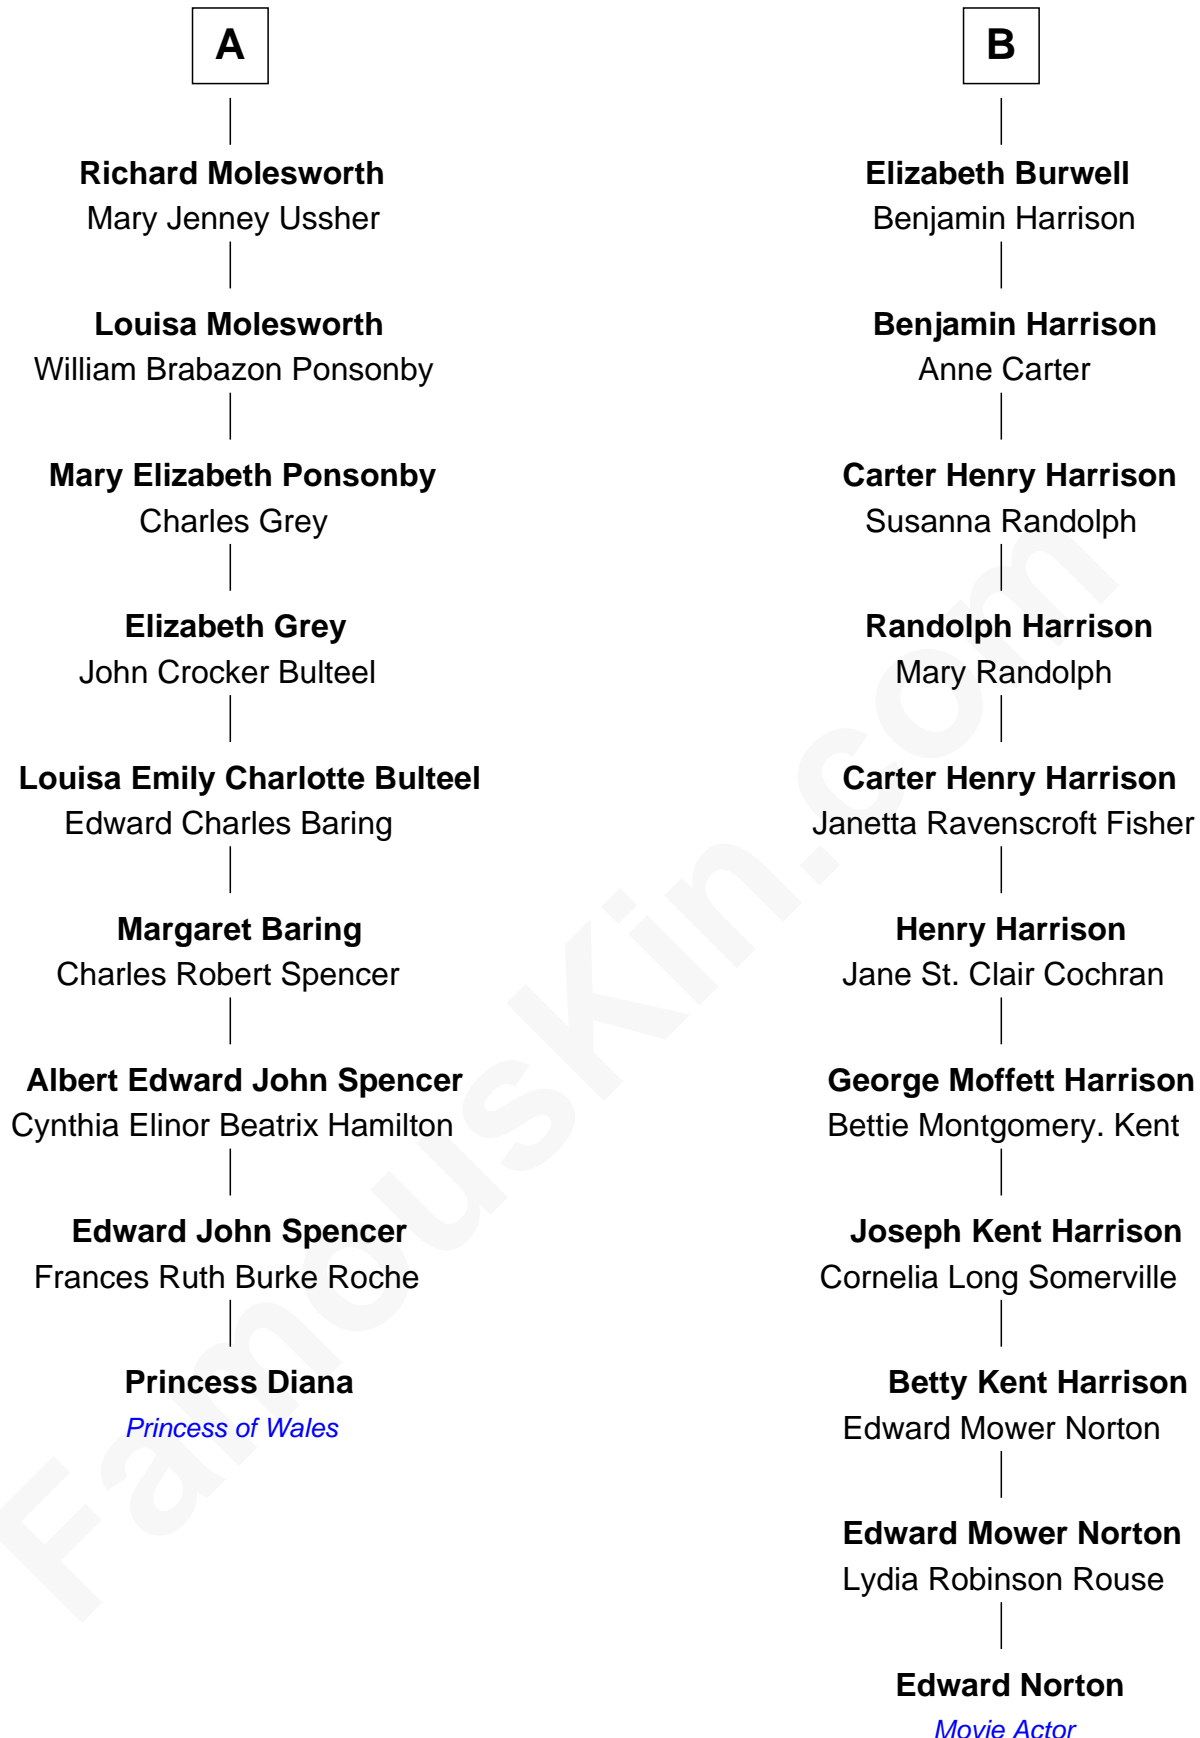 A
Richard Molesworth
Mary Jenney Ussher
Louisa Molesworth
William Brabazon Ponsonby
Mary Elizabeth Ponsonby
Charles Grey
Elizabeth Grey
John Crocker Bulteel
Louisa Emily Charlotte Bulteel
Edward Charles Baring
Margaret Baring
Charles Robert Spencer
Albert Edward John Spencer
Cynthia Elinor Beatrix Hamilton
Edward John Spencer
Frances Ruth Burke Roche
Princess Diana
Princess of Wales
B
Elizabeth Burwell
Benjamin Harrison
Benjamin Harrison
Anne Carter
Carter Henry Harrison
Susanna Randolph
Randolph Harrison
Mary Randolph
Carter Henry Harrison
Janetta Ravenscroft Fisher
Henry Harrison
Jane St. Clair Cochran
George Moffett Harrison
Bettie Montgomery. Kent
Joseph Kent Harrison
Cornelia Long Somerville
Betty Kent Harrison
Edward Mower Norton
Edward Mower Norton
Lydia Robinson Rouse
Edward Norton
Movie Actor
FamousKin.com